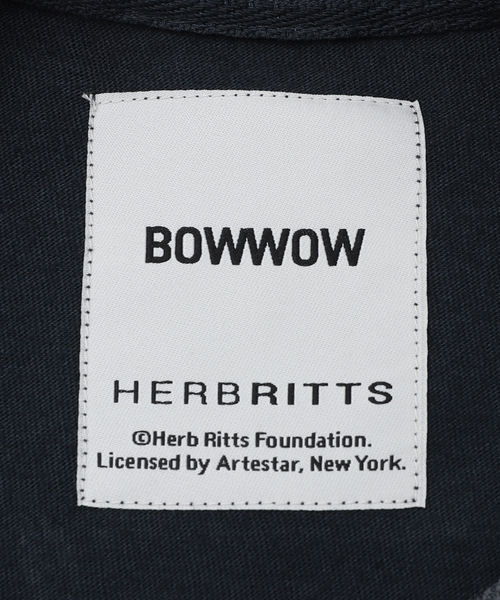 BOWWOW
HERBRITTS
©Herb Ritts Foundation.
Licensed by Artestar, New York.